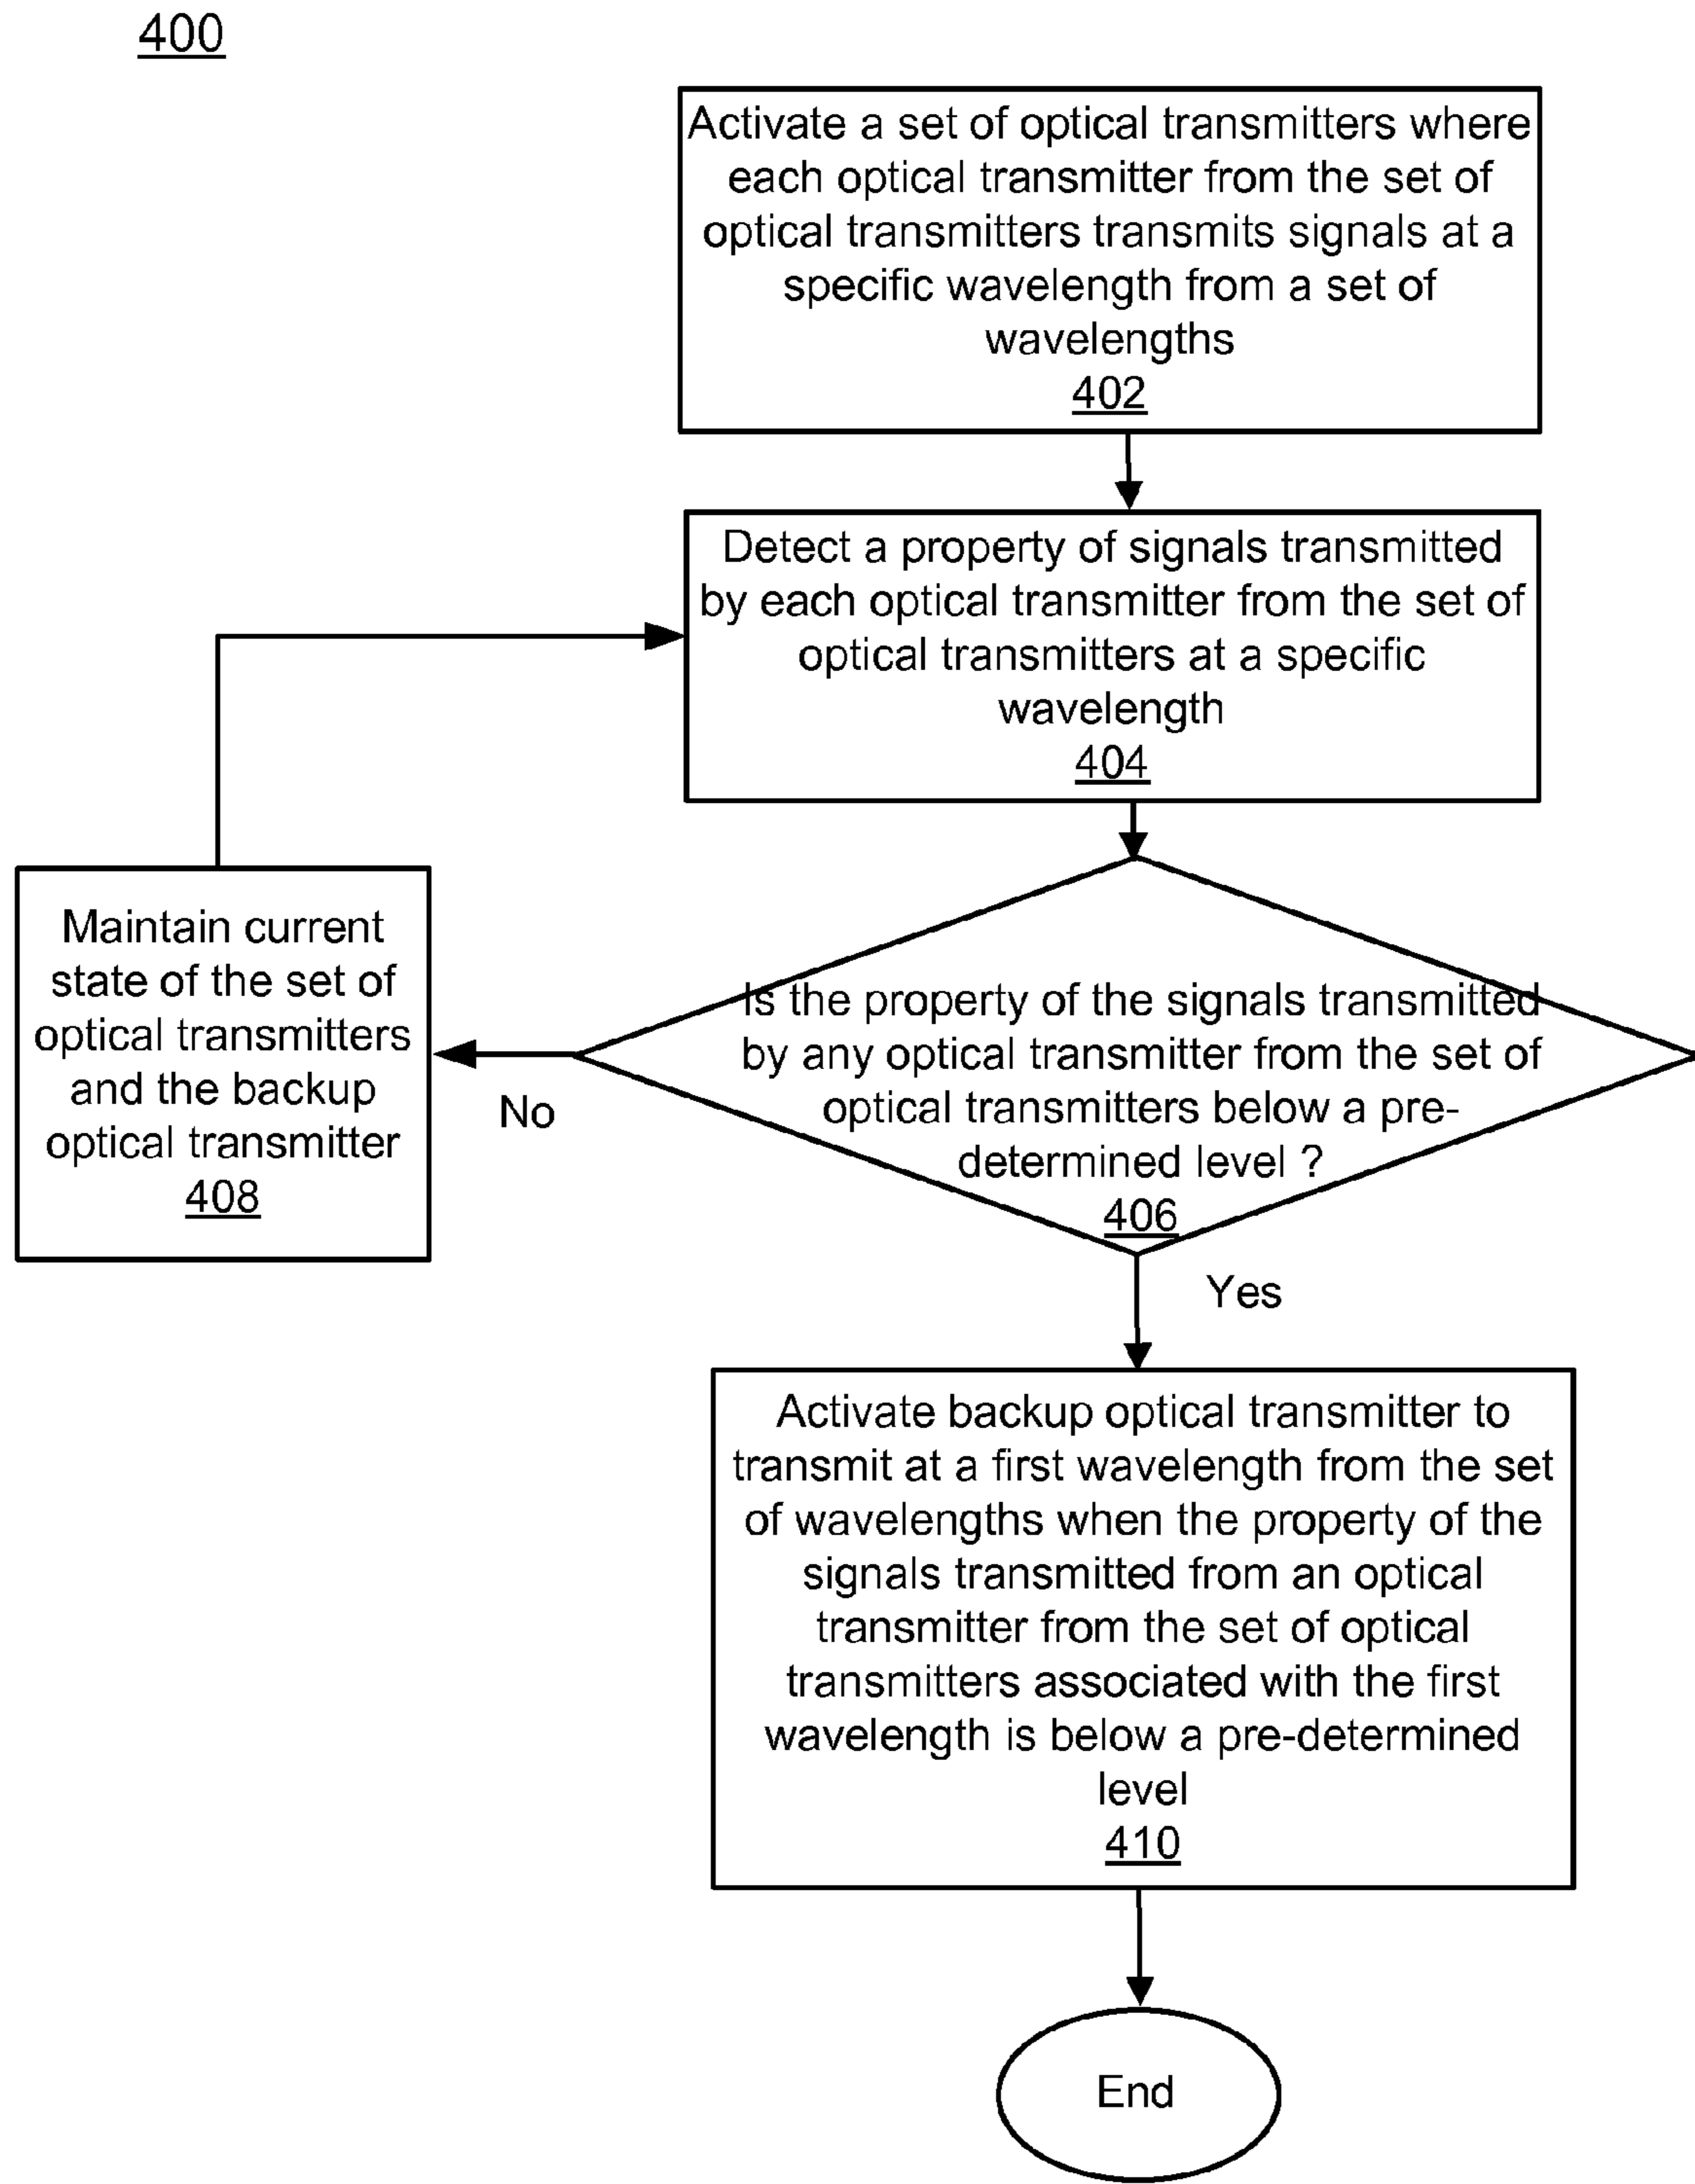 400
Activate a set of optical transmitters where
each optical transmitter from the set of
optical transmitters transmits signals at a
specific wavelength from a set of
wavelengths
402
Detect a property of signals transmitted
by each optical transmitter from the set of
optical transmitters at a specific
wavelength
404
Maintain current
state of the set of
optical transmitters
and the backup
optical transmitter
408
No
Is the property of the signals transmitted
by any optical transmitter from the set of
optical transmitters below a pre-
determined level ?
406
Yes
Activate backup optical transmitter to
transmit at a first wavelength from the set
of wavelengths when the property of the
signals transmitted from an optical
transmitter from the set of optical
transmitters associated with the first
wavelength is below a pre-determined
level
410
End